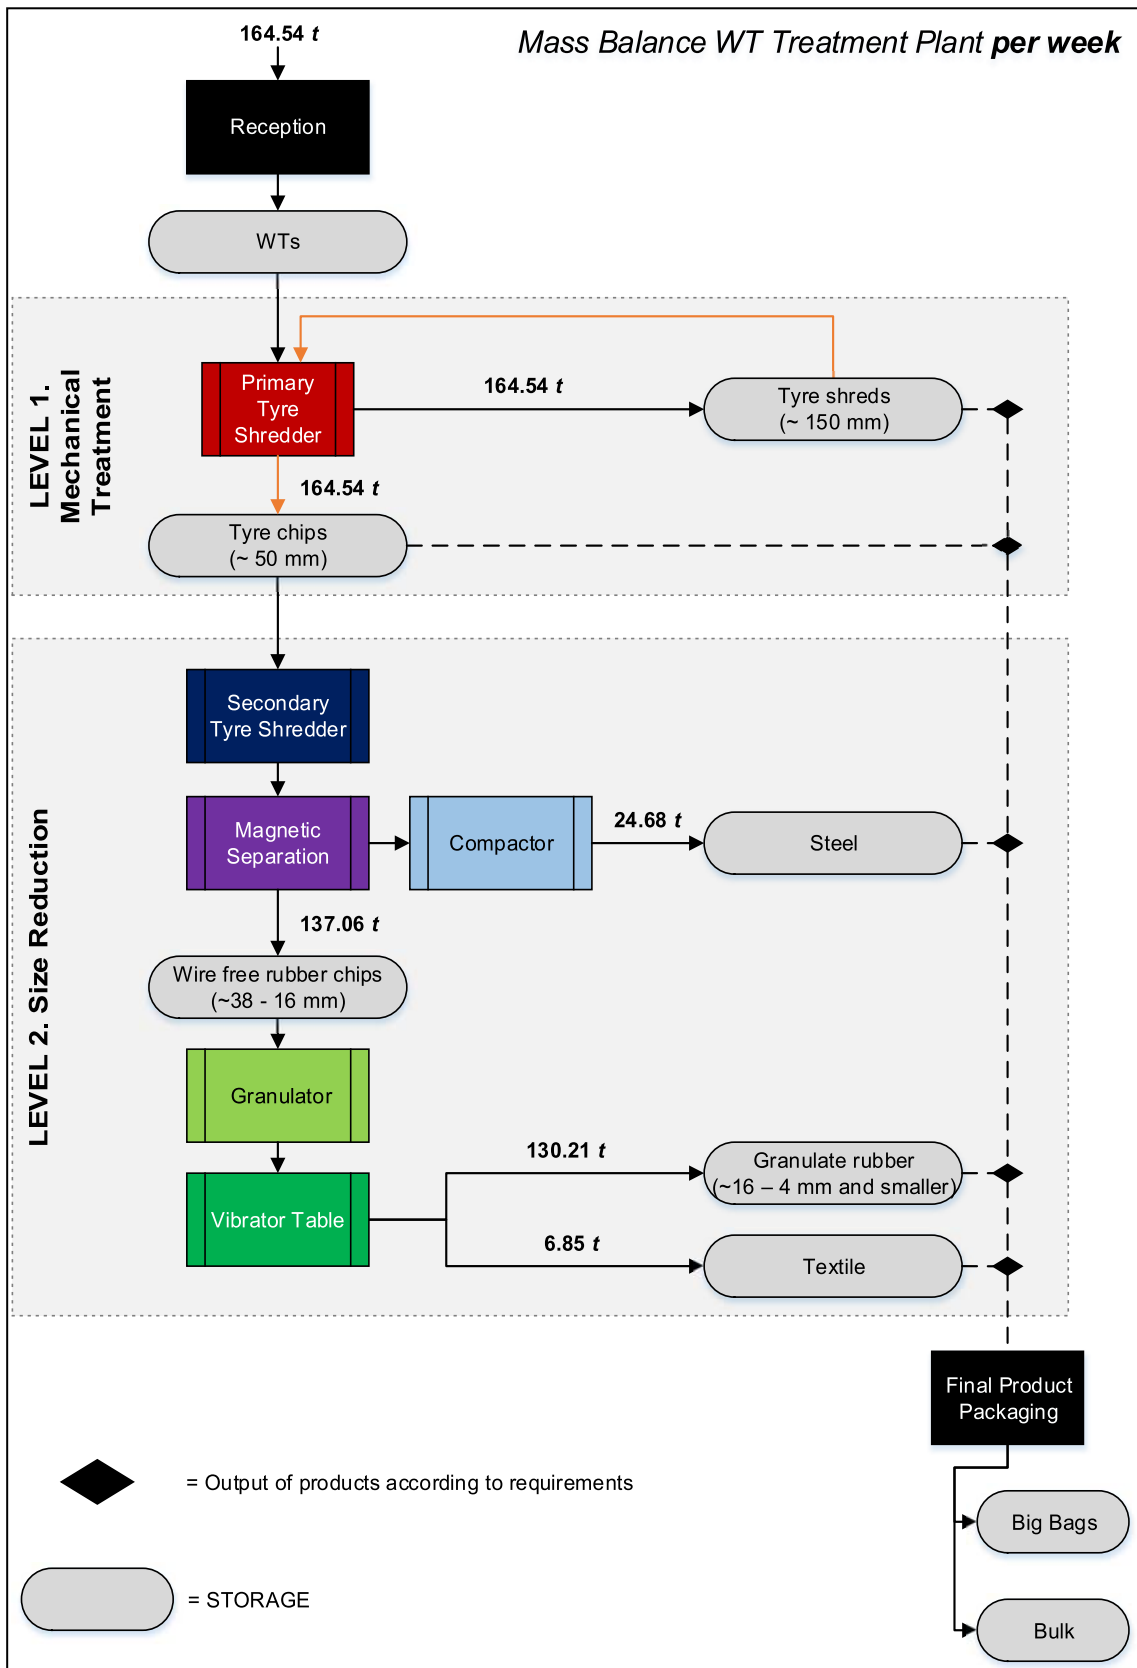 164.54 t
Mass Balance WT Treatment Plant per week
Reception
WTs
LEVEL 1.
Mechanical
Treatment
Primary
Tyre
Shredder
164.54 t
Tyre shreds
(~ 150 mm)
164.54 t
Tyre chips
(~ 50 mm)
LEVEL 2. Size Reduction
Secondary
Tyre Shredder
Magnetic
Separation
Compactor
24.68 t
Steel
137.06 t
Wire free rubber chips
(~38 - 16 mm)
Granulator
130.21 t
Granulate rubber
(~16 – 4 mm and smaller)
Vibrator Table
6.85 t
Textile
Final Product
Packaging
= Output of products according to requirements
Big Bags
= STORAGE
Bulk